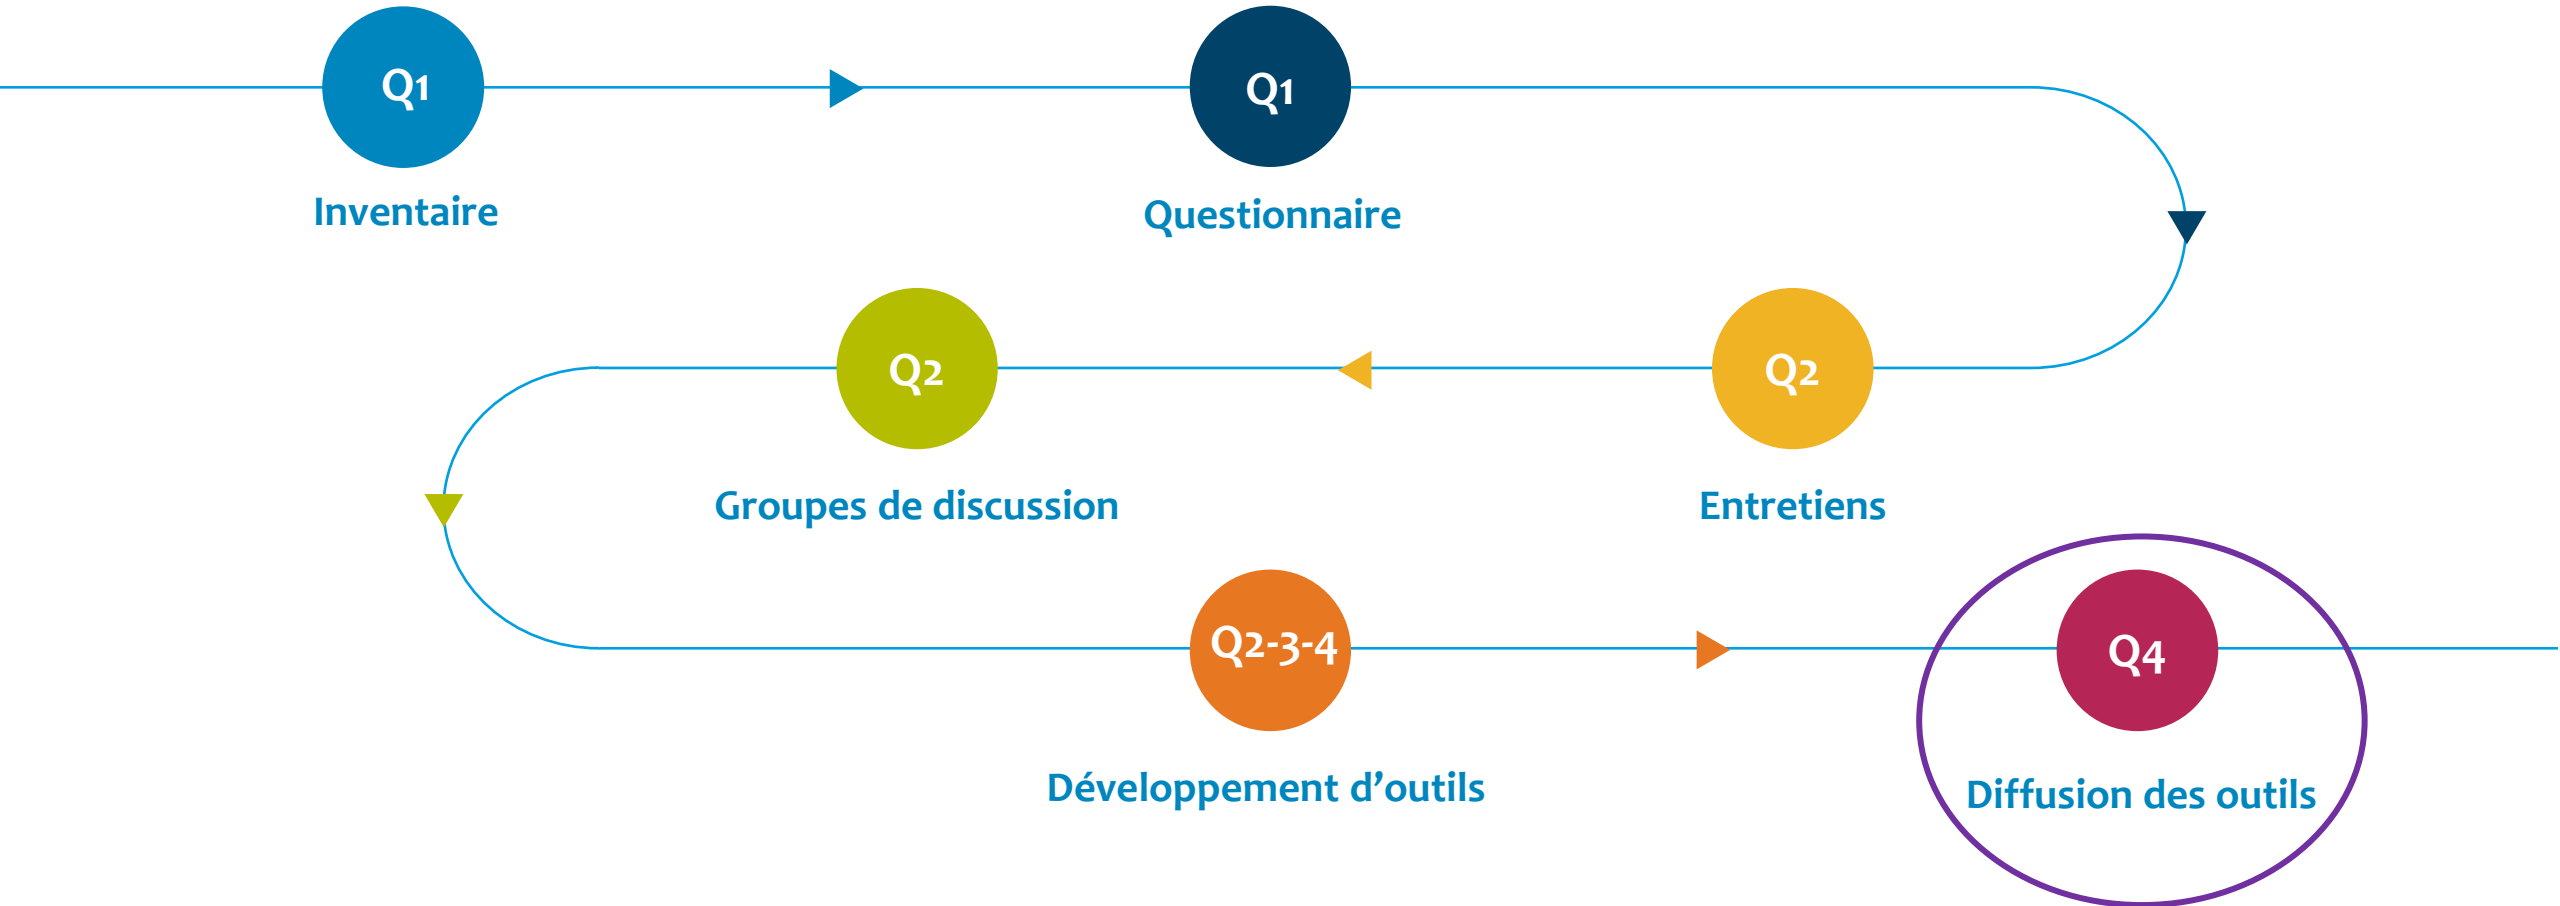 Q1
Inventaire
Q1
Questionnaire
Q2
Entretiens
Q2
Groupes de discussion
Q2-3-4
Développement d’outils
Q4
Diffusion des outils